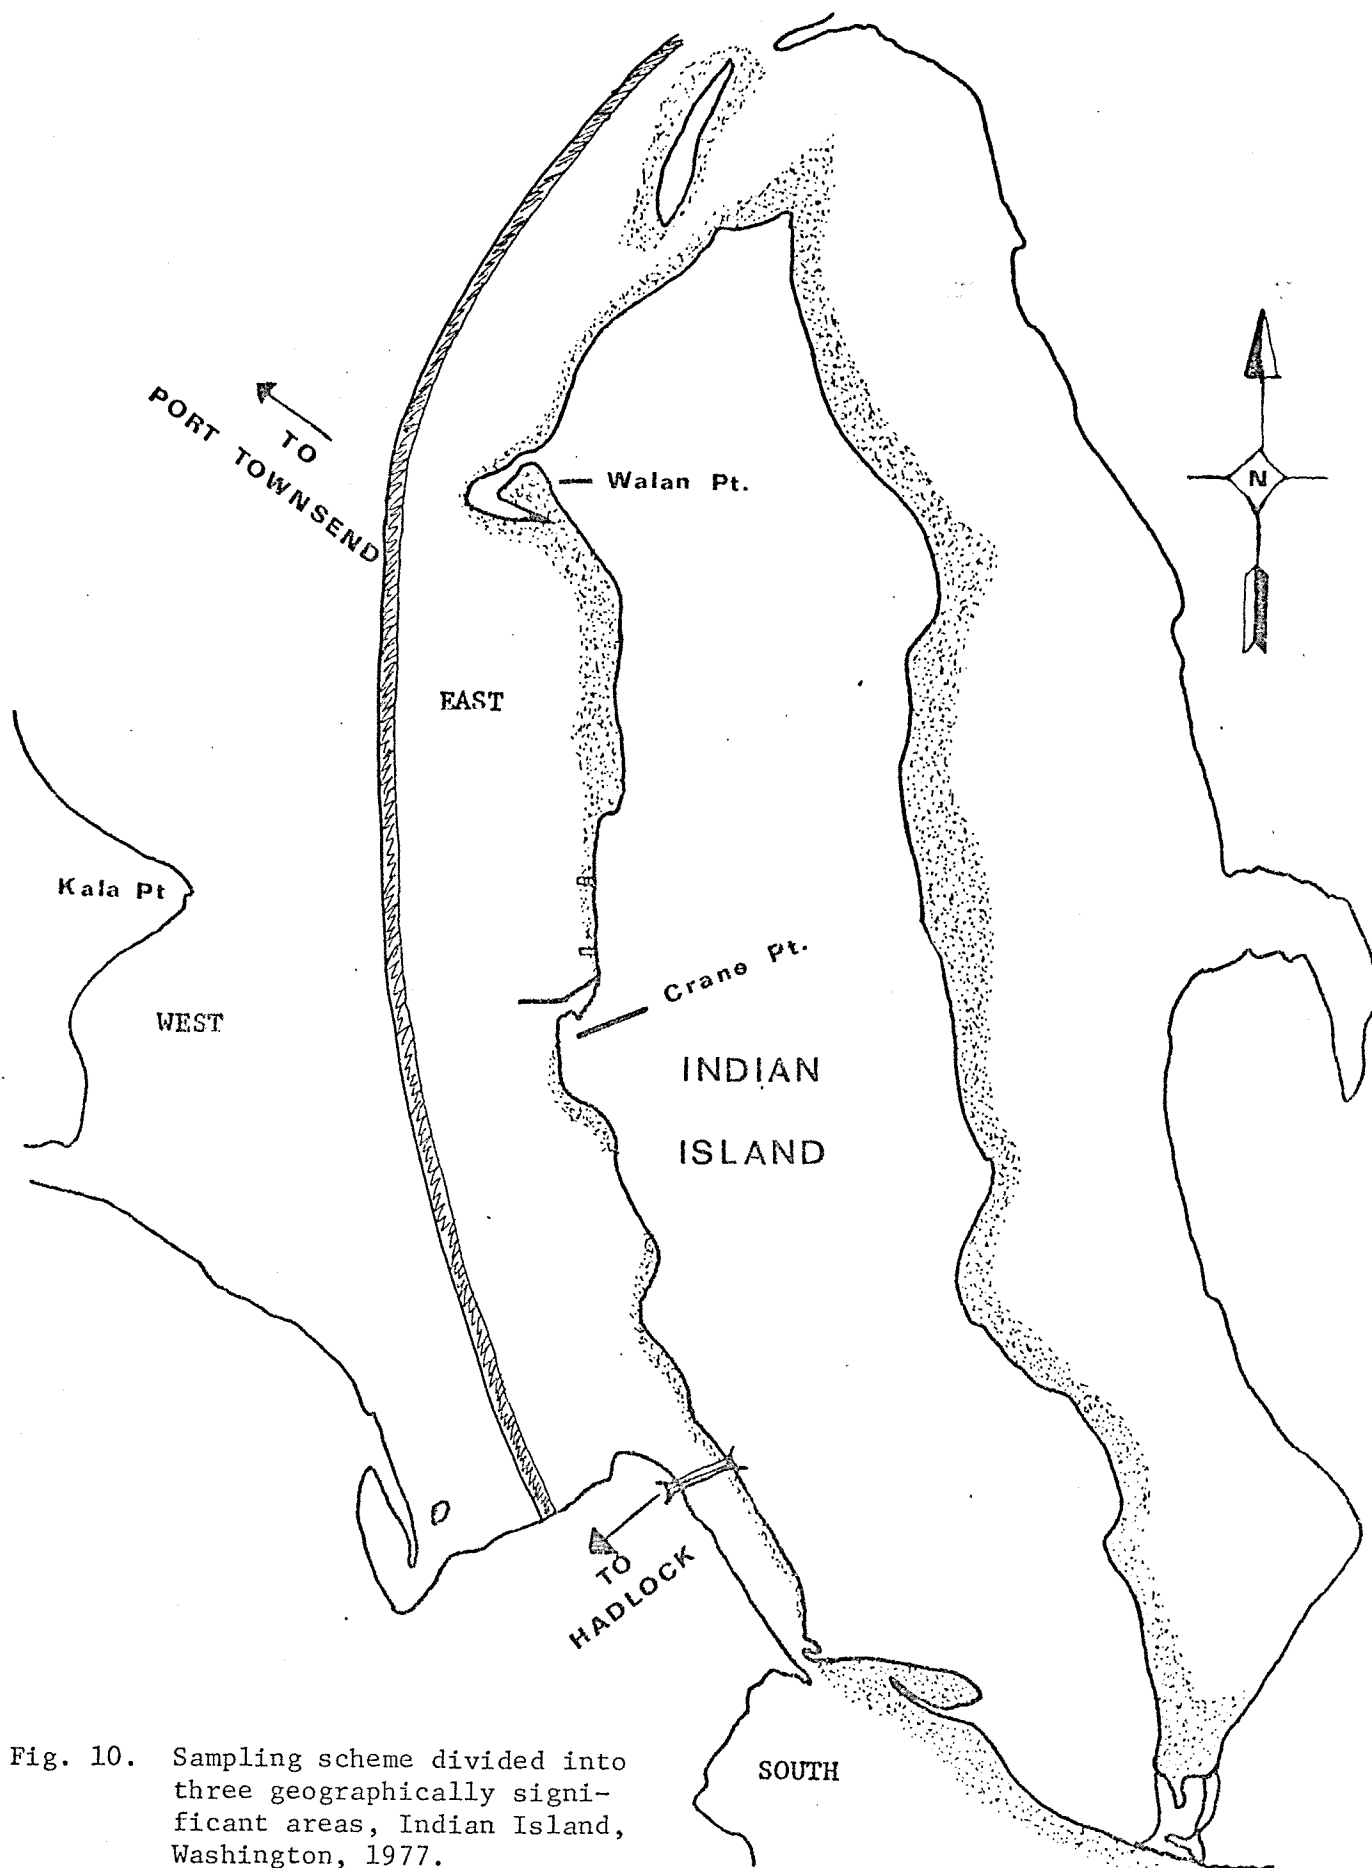 TO
PORT TOWNSEND
Walan Pt.
N
EAST
Kala Pt
Crane Pt.
WEST
INDIAN
ISLAND
TO
HADLOCK
SOUTH
Fig. 10. Sampling scheme divided into
three geographically signi-
ficant areas, Indian Island,
Washington, 1977.